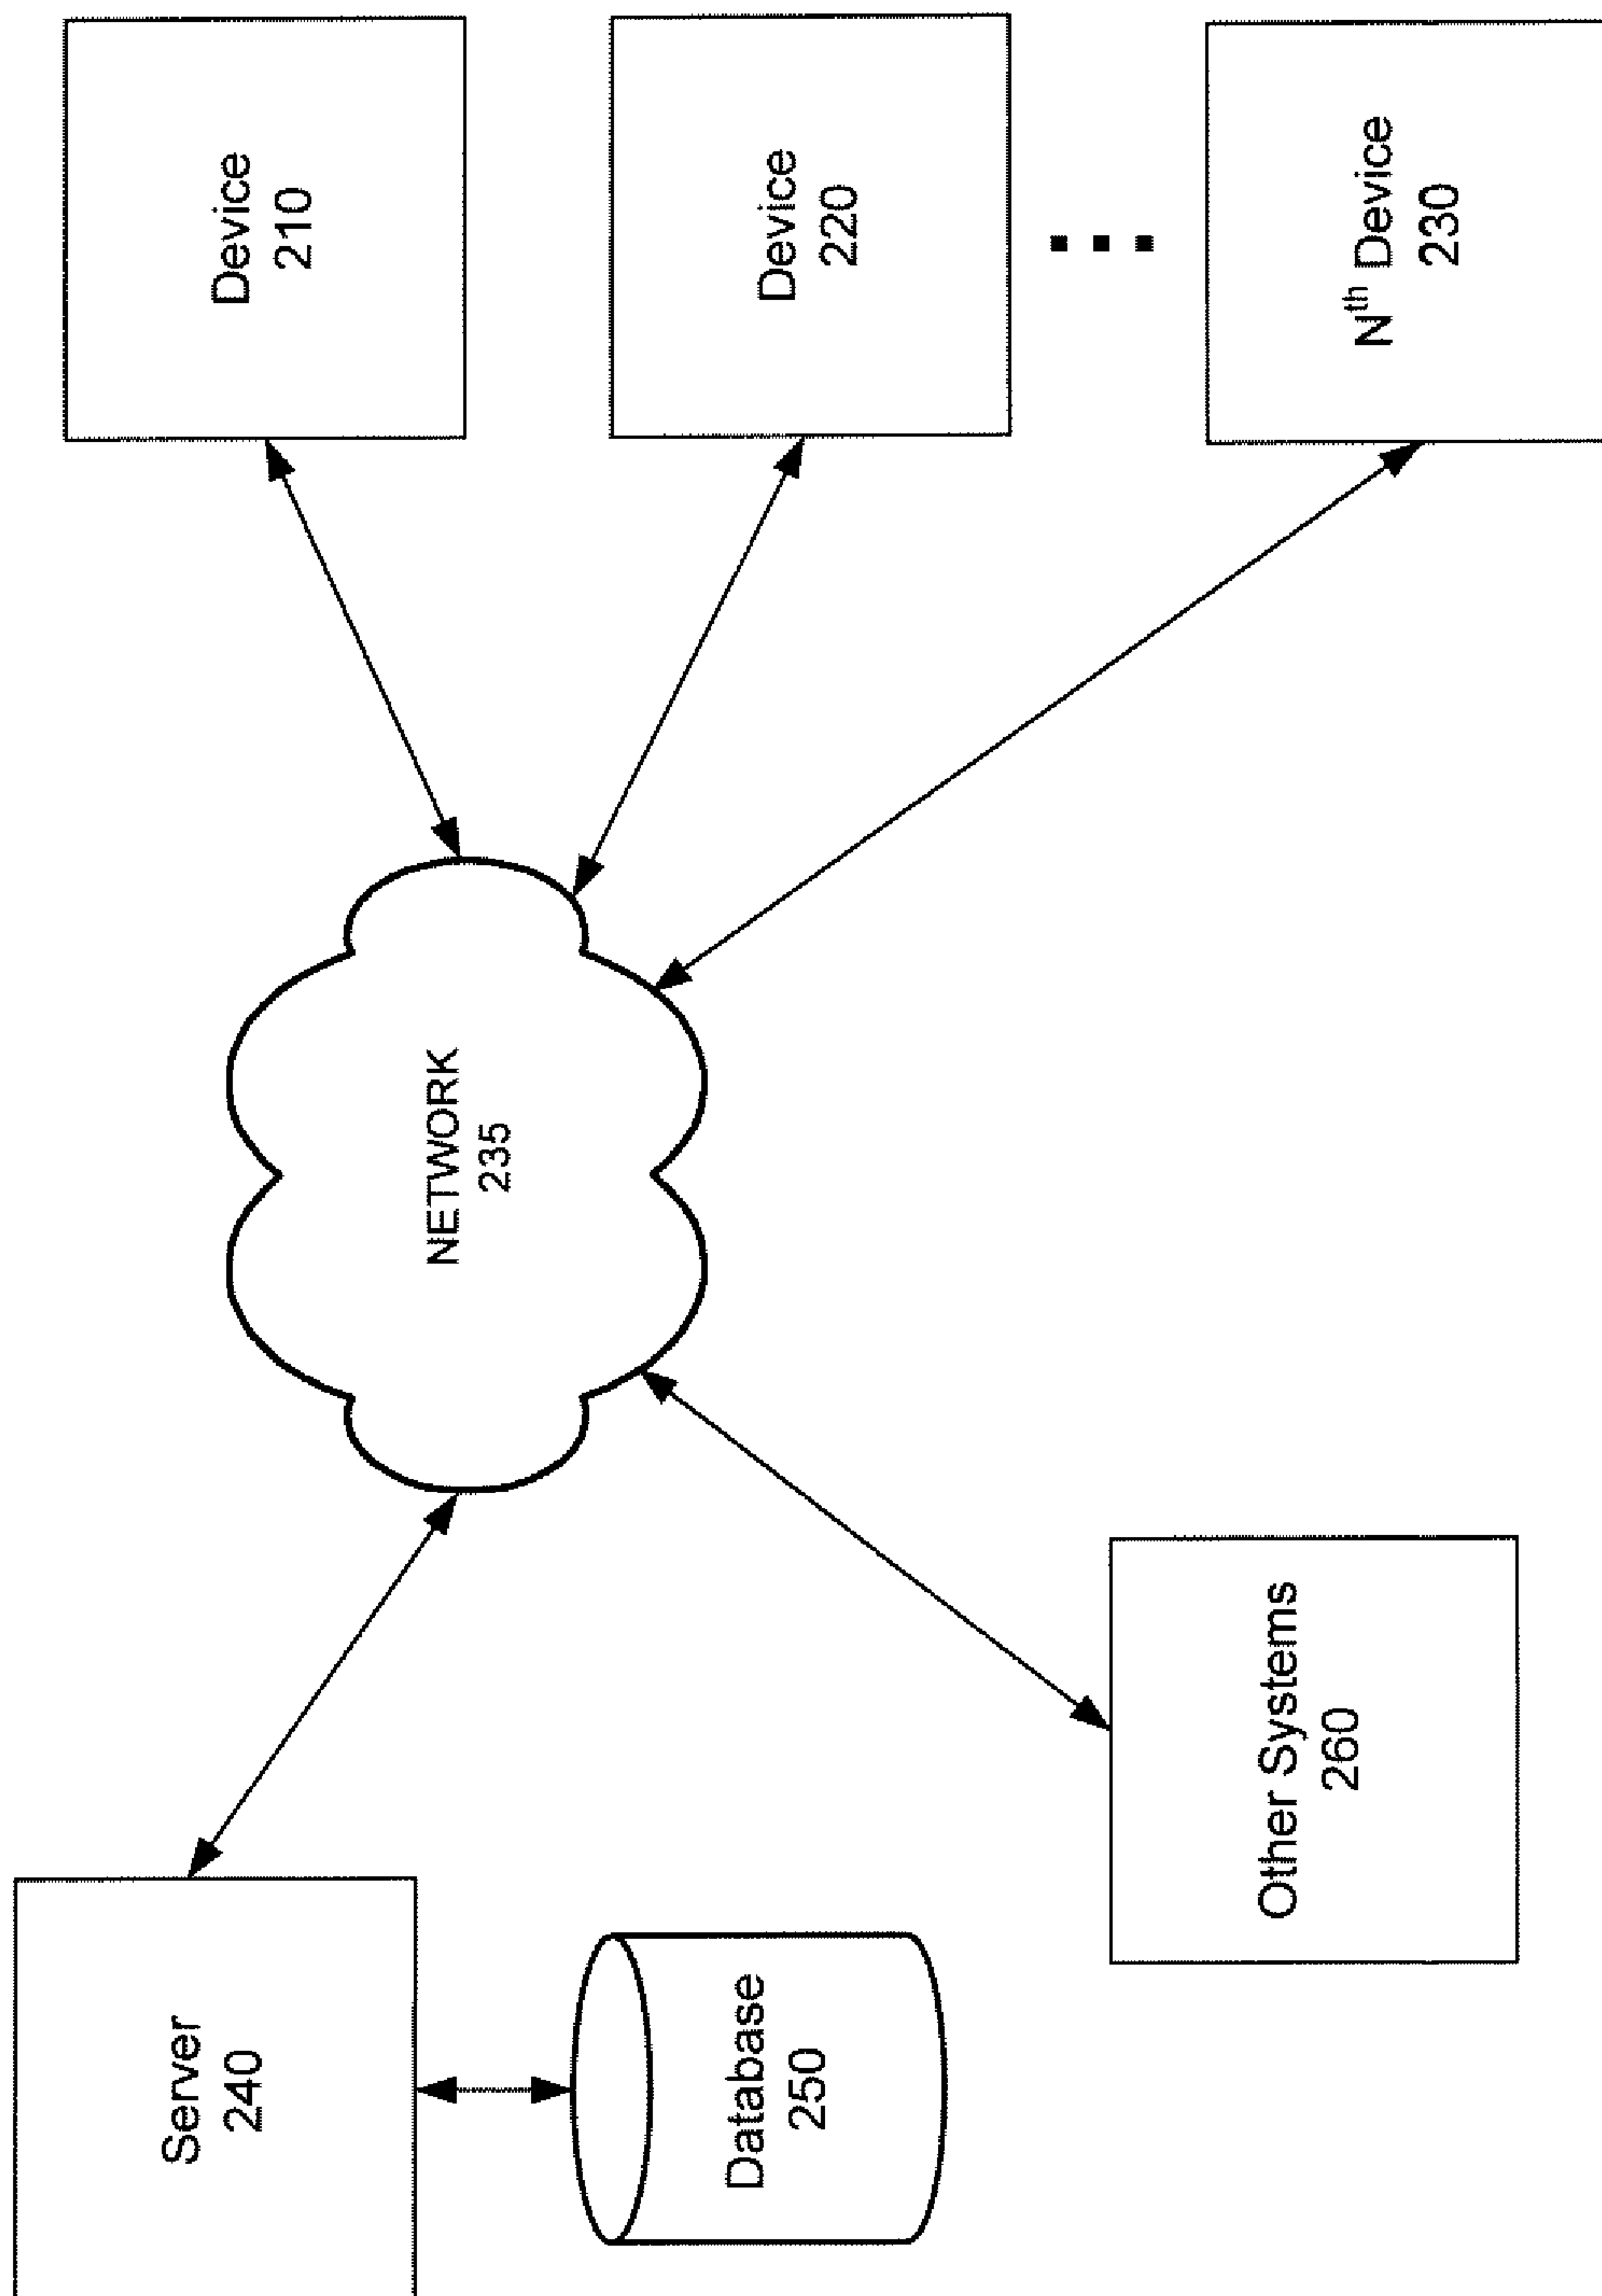 Server
240
Database
250
Other Systems
260
NETWORK
235
Device
210
Device
220
Nth Device
230